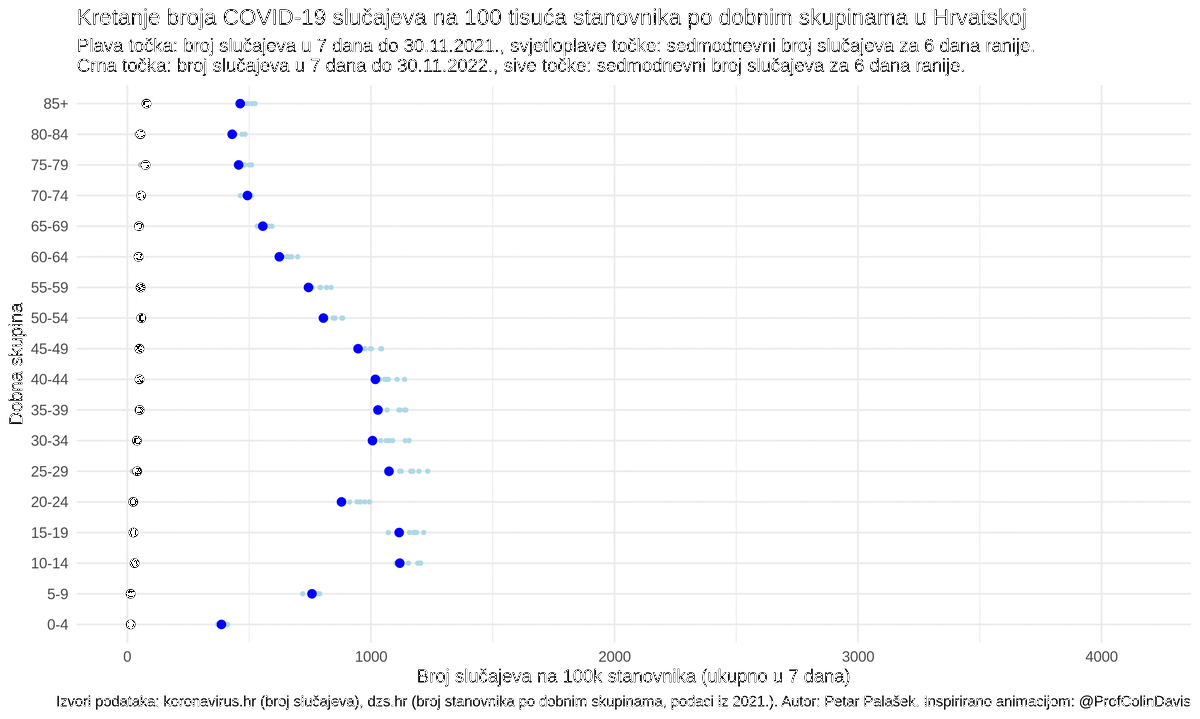 Kretanje broja COVID-19 slučajeva na 100 tisuća stanovnika po dobnim skupinama u Hrvatskoj
Plava točka: broj slučajeva u 7 dana do 30.11.2021., svjetloplave točke: sedmodnevni broj slučajeva za 6 dana ranije.
Crna točka: broj slučajeva u 7 dana do 30.11.2022., sive točke: sedmodnevni broj slučajeva za 6 dana ranije.
Dobna skupina
85+
80-84
75-79
70-74
65-69
60-64
55-59
50-54
45-49
40-44
35-39
30-34
25-29
20-24
15-19
10-14
5-9
0-4
0 1000 2000 3000 4000
Broj slučajeva na 100k stanovnika (ukupno u 7 dana)
Izvori podataka: koronavirus.hr (broj slučajeva), dzs.hr (broj stanovnika po dobnim skupinama, podaci iz 2021.). Autor: Petar Palašek. Inspirirano animacijom: @ProfColinDavis